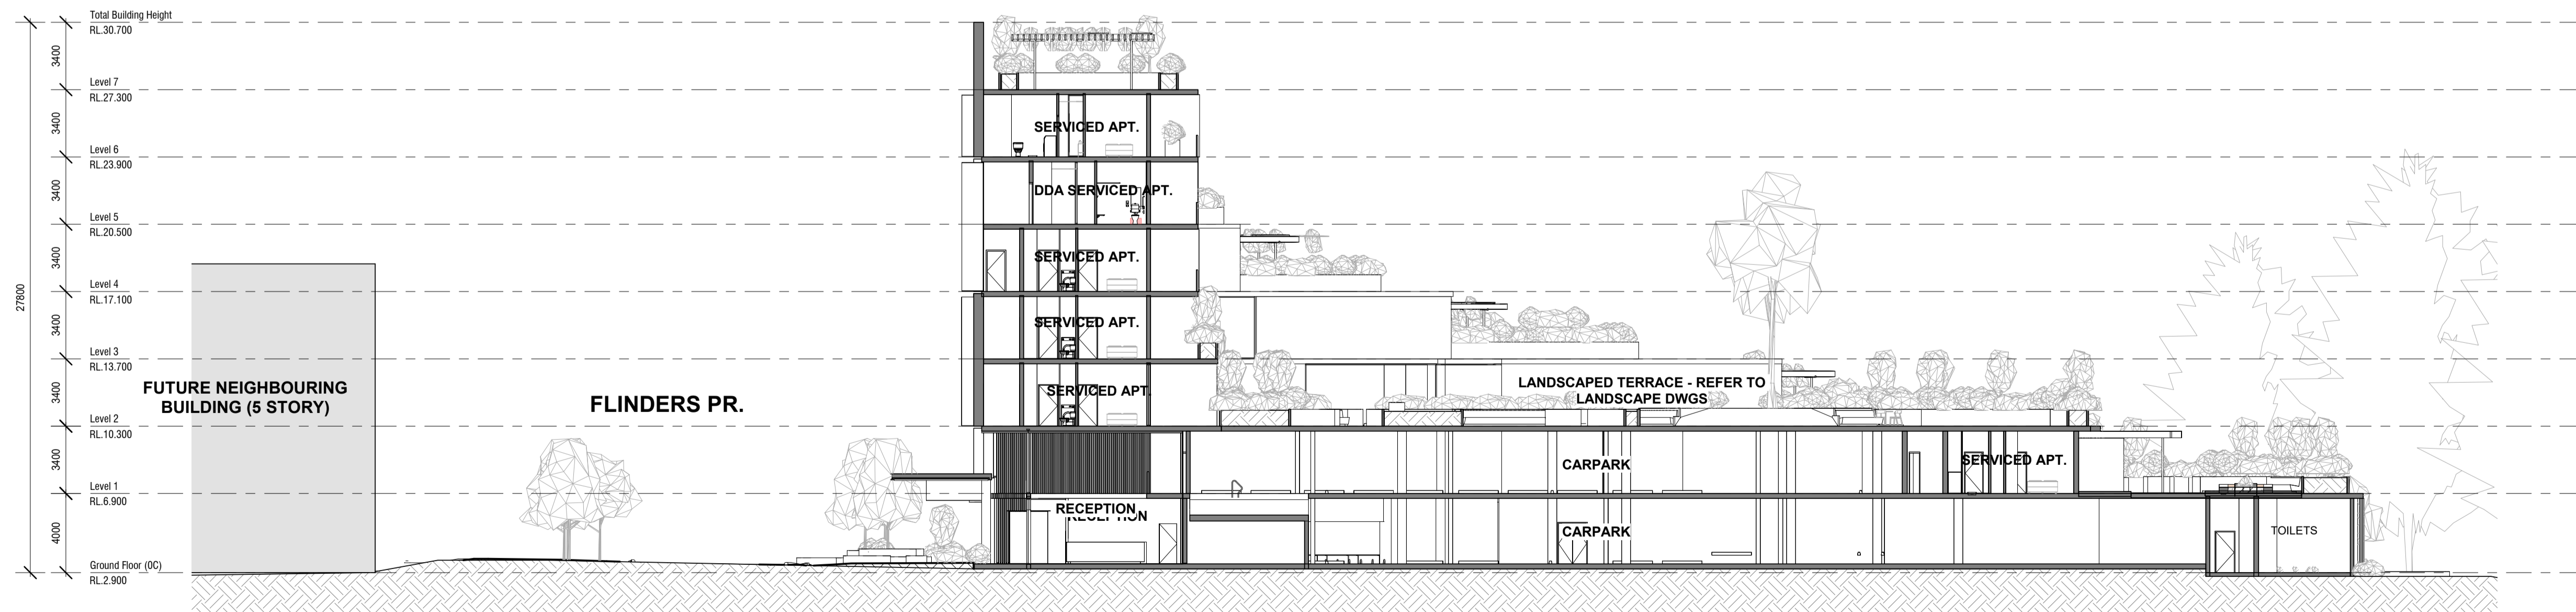 Total Building Height
RL.30.700
3400
Level 7
RL.27.300
3400
SERVICED APT.
Level 6
RL.23.900
3400
DDA SERVICED APT.
Level 5
RL.20.500
3400
SERVICED APT.
Level 4
RL.17.100
27800
3400
SERVICED APT.
Level 3
RL.13.700
3400
FUTURE NEIGHBOURING
BUILDING (5 STORY)
FLINDERS PR.
SERVICED APT.
LANDSCAPED TERRACE - REFER TO
LANDSCAPE DWGS
Level 2
RL.10.300
3400
CARPARK
SERVICED APT.
Level 1
RL.6.900
4000
RECEPTION
RECEPTION
CARPARK
TOILETS
Ground Floor (0C)
RL.2.900